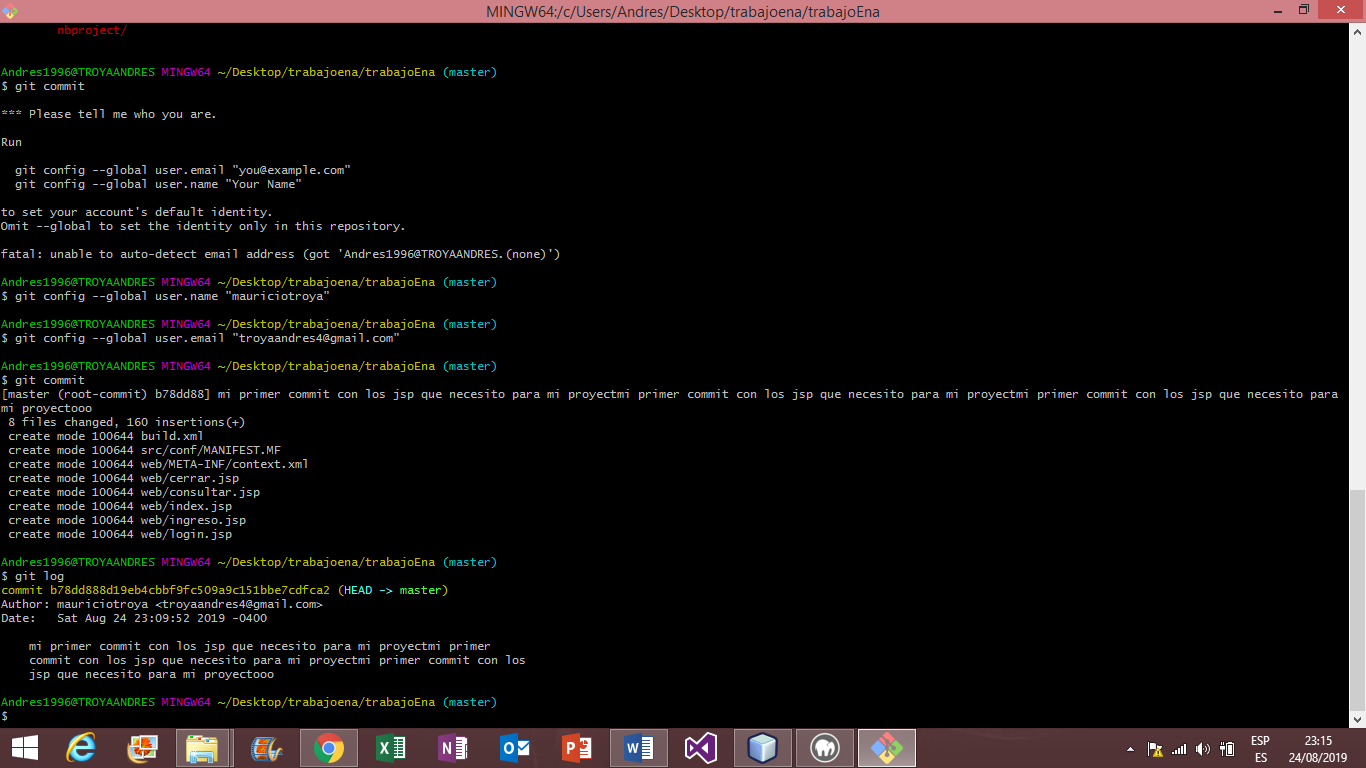 MINGW64:/c/Users/Andres/Desktop/trabajoena/trabajoEna
nbproject/
Andres1996@TROYAANDRES MINGW64 ~/Desktop/trabajoena/trabajoEna (master)
$ git commit
*** Please tell me who you are.
Run
git config --global user.email "you@example.com"
git config --global user.name "Your Name"
to set your account's default identity.
Omit --global to set the identity only in this repository.
fatal: unable to auto-detect email address (got 'Andres1996@TROYAANDRES.(none)')
Andres1996@TROYAANDRES MINGW64 ~/Desktop/trabajoena/trabajoEna (master)
$ git config --global user.name "mauriciotroya"
Andres1996@TROYAANDRES MINGW64 ~/Desktop/trabajoena/trabajoEna (master)
$ git config --global user.email "troyaandres4@gmail.com"
Andres1996@TROYAANDRES MINGW64 ~/Desktop/trabajoena/trabajoEna (master)
$ git commit
[master (root-commit) b78dd88] mi primer commit con los jsp que necesito para mi proyectmi primer commit con los jsp que necesito para mi proyectmi primer commit con los jsp que necesito para
mi proyectooo
8 files changed, 160 insertions(+)
create mode 100644 build.xml
create mode 100644 src/conf/MANIFEST.MF
create mode 100644 web/META-INF/context.xml
create mode 100644 web/cerrar.jsp
create mode 100644 web/consultar.jsp
create mode 100644 web/index.jsp
create mode 100644 web/ingreso.jsp
create mode 100644 web/login.jsp
Andres1996@TROYAANDRES MINGW64 ~/Desktop/trabajoena/trabajoEna (master)
$ git log
commit b78dd888d19eb4cbbf9fc509a9c151bbe7cdfca2 (HEAD -> master)
Author: mauriciotroya <troyaandres4@gmail.com>
Date: Sat Aug 24 23:09:52 2019 -0400
mi primer commit con los jsp que necesito para mi proyectmi primer
commit con los jsp que necesito para mi proyectmi primer commit con los
jsp que necesito para mi proyectooo
Andres1996@TROYAANDRES MINGW64 ~/Desktop/trabajoena/trabajoEna (master)
$
ESP 23:15
ES 24/08/2019